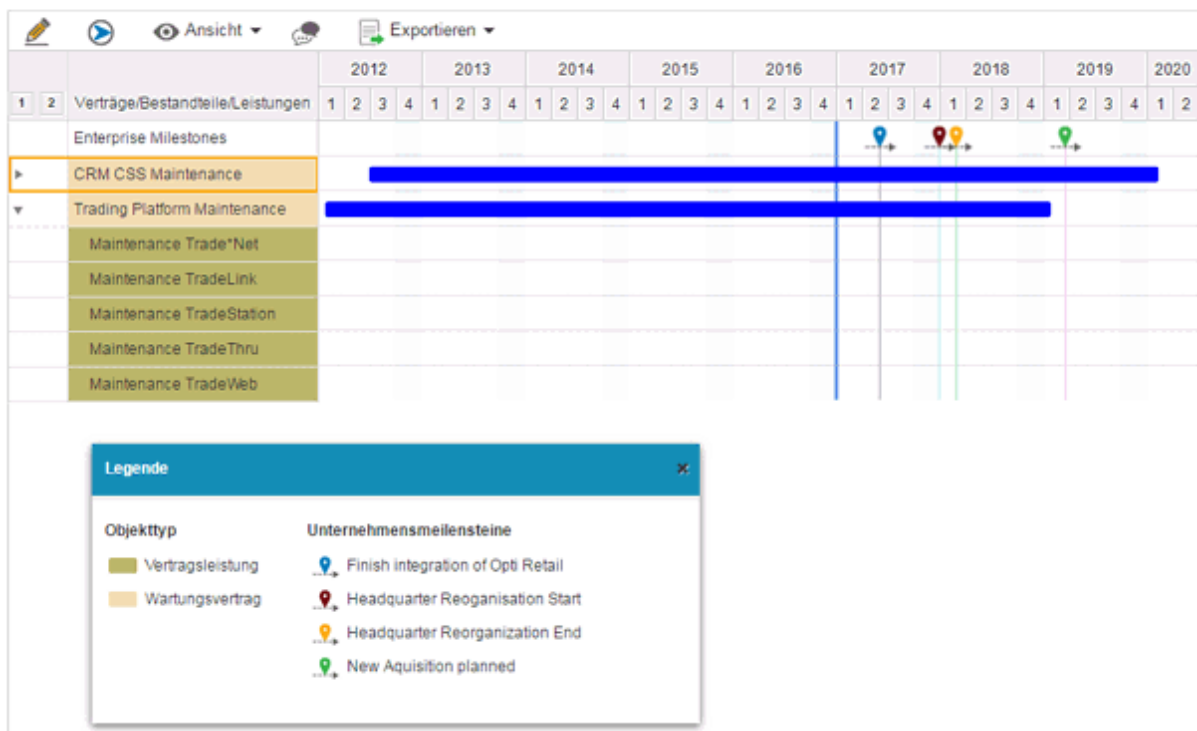 Ansicht Exportieren
2012 2013 2014 2015 2016 2017 2018 2019 2020
1 2 Verträge/Bestandteile/Leistungen 1 2 3 4 1 2 3 4 1 2 3 4 1 2 3 4 1 2 3 4 1 2 3 4 1 2 3 4 1 2 3 4 1 2
Enterprise Milestones
CRM CSS Maintenance
Trading Platform Maintenance
Maintenance Trade*Net
Maintenance TradeLink
Maintenance TradeStation
Maintenance TradeThru
Maintenance TradeWeb
Legende
Objekttyp Unternehmensmeilensteine
Vertragsleistung Finish integration of Opti Retail
Wartungsvertrag Headquarter Reoganisation Start
Headquarter Reorganization End
New Aquisition planned